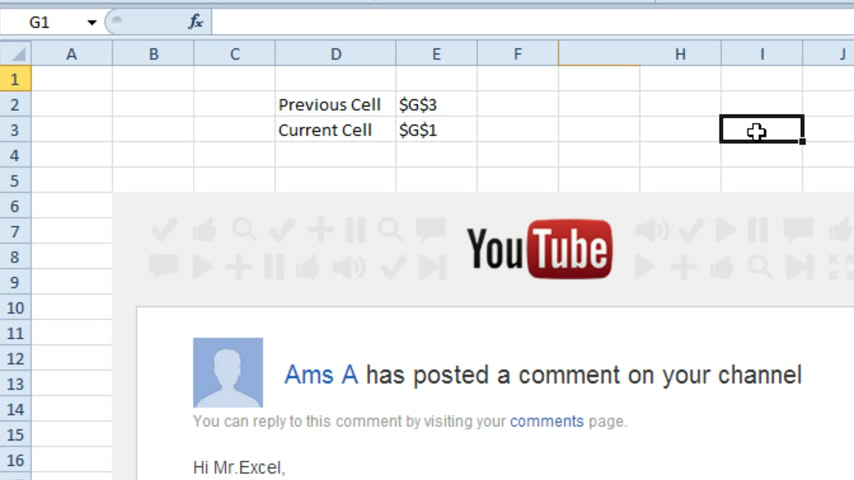 G1 fx
A B C D E F H I J
1
2 Previous Cell $G$3
3 Current Cell $G$1
4
5
6
7
8 YouTube
9
10
11
12
13 Ams A has posted a comment on your channel
14
15 You can reply to this comment by visiting your comments page.
16 Hi Mr.Excel,